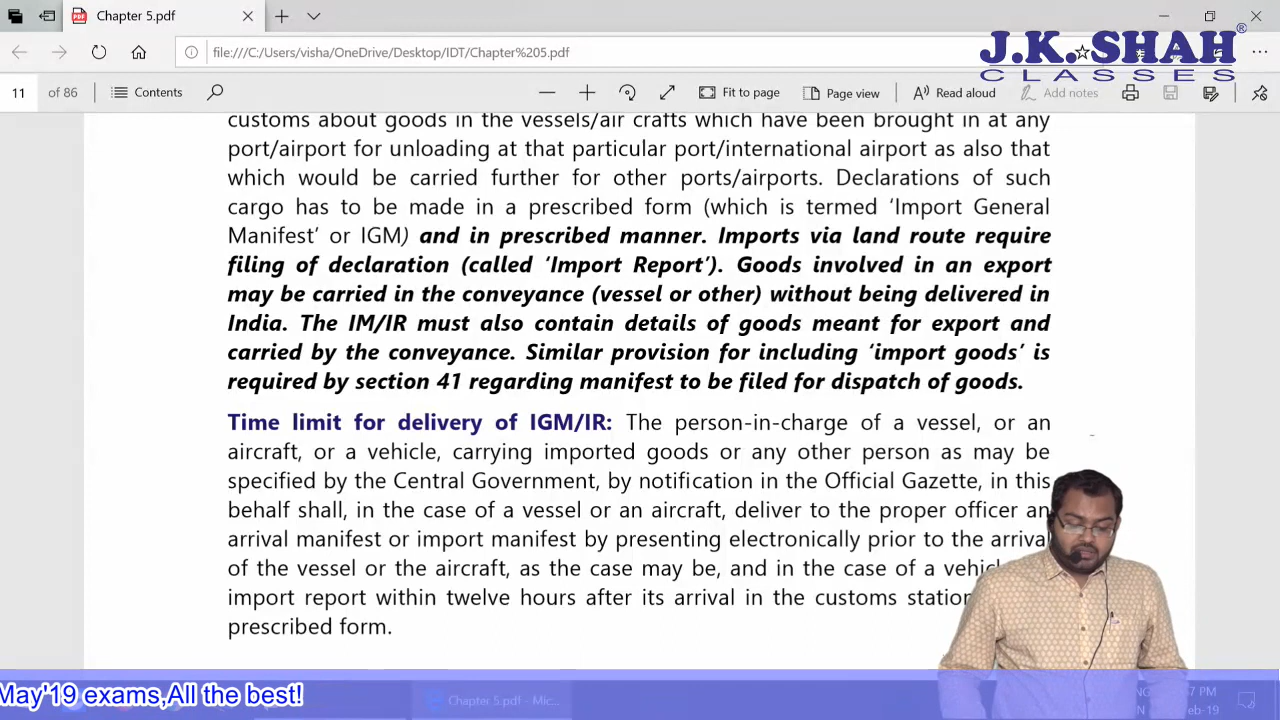 Chapter 5.pdf
J.K.SHAH®
CLASSES
file:///C:/Users/visha/OneDrive/Desktop/IDT/Chapter%205.pdf
11 of 86 Contents Fit to page Page view Read aloud Add notes
customs about goods in the vessels/air crafts which have been brought in at any
port/airport for unloading at that particular port/international airport as also that
which would be carried further for other ports/airports. Declarations of such
cargo has to be made in a prescribed form (which is termed ‘Import General
Manifest’ or IGM) and in prescribed manner. Imports via land route require
filing of declaration (called ‘Import Report’). Goods involved in an export
may be carried in the conveyance (vessel or other) without being delivered in
India. The IM/IR must also contain details of goods meant for export and
carried by the conveyance. Similar provision for including ‘import goods’ is
required by section 41 regarding manifest to be filed for dispatch of goods.
Time limit for delivery of IGM/IR: The person-in-charge of a vessel, or an
aircraft, or a vehicle, carrying imported goods or any other person as may be
specified by the Central Government, by notification in the Official Gazette, in this
behalf shall, in the case of a vessel or an aircraft, deliver to the proper officer an
arrival manifest or import manifest by presenting electronically prior to the arrival
of the vessel or the aircraft, as the case may be, and in the case of a
import report within twelve hours after its arrival in the customs
prescribed form.
May'19 exams,All the best!
Chapter 5.pdf - Mic...
PM